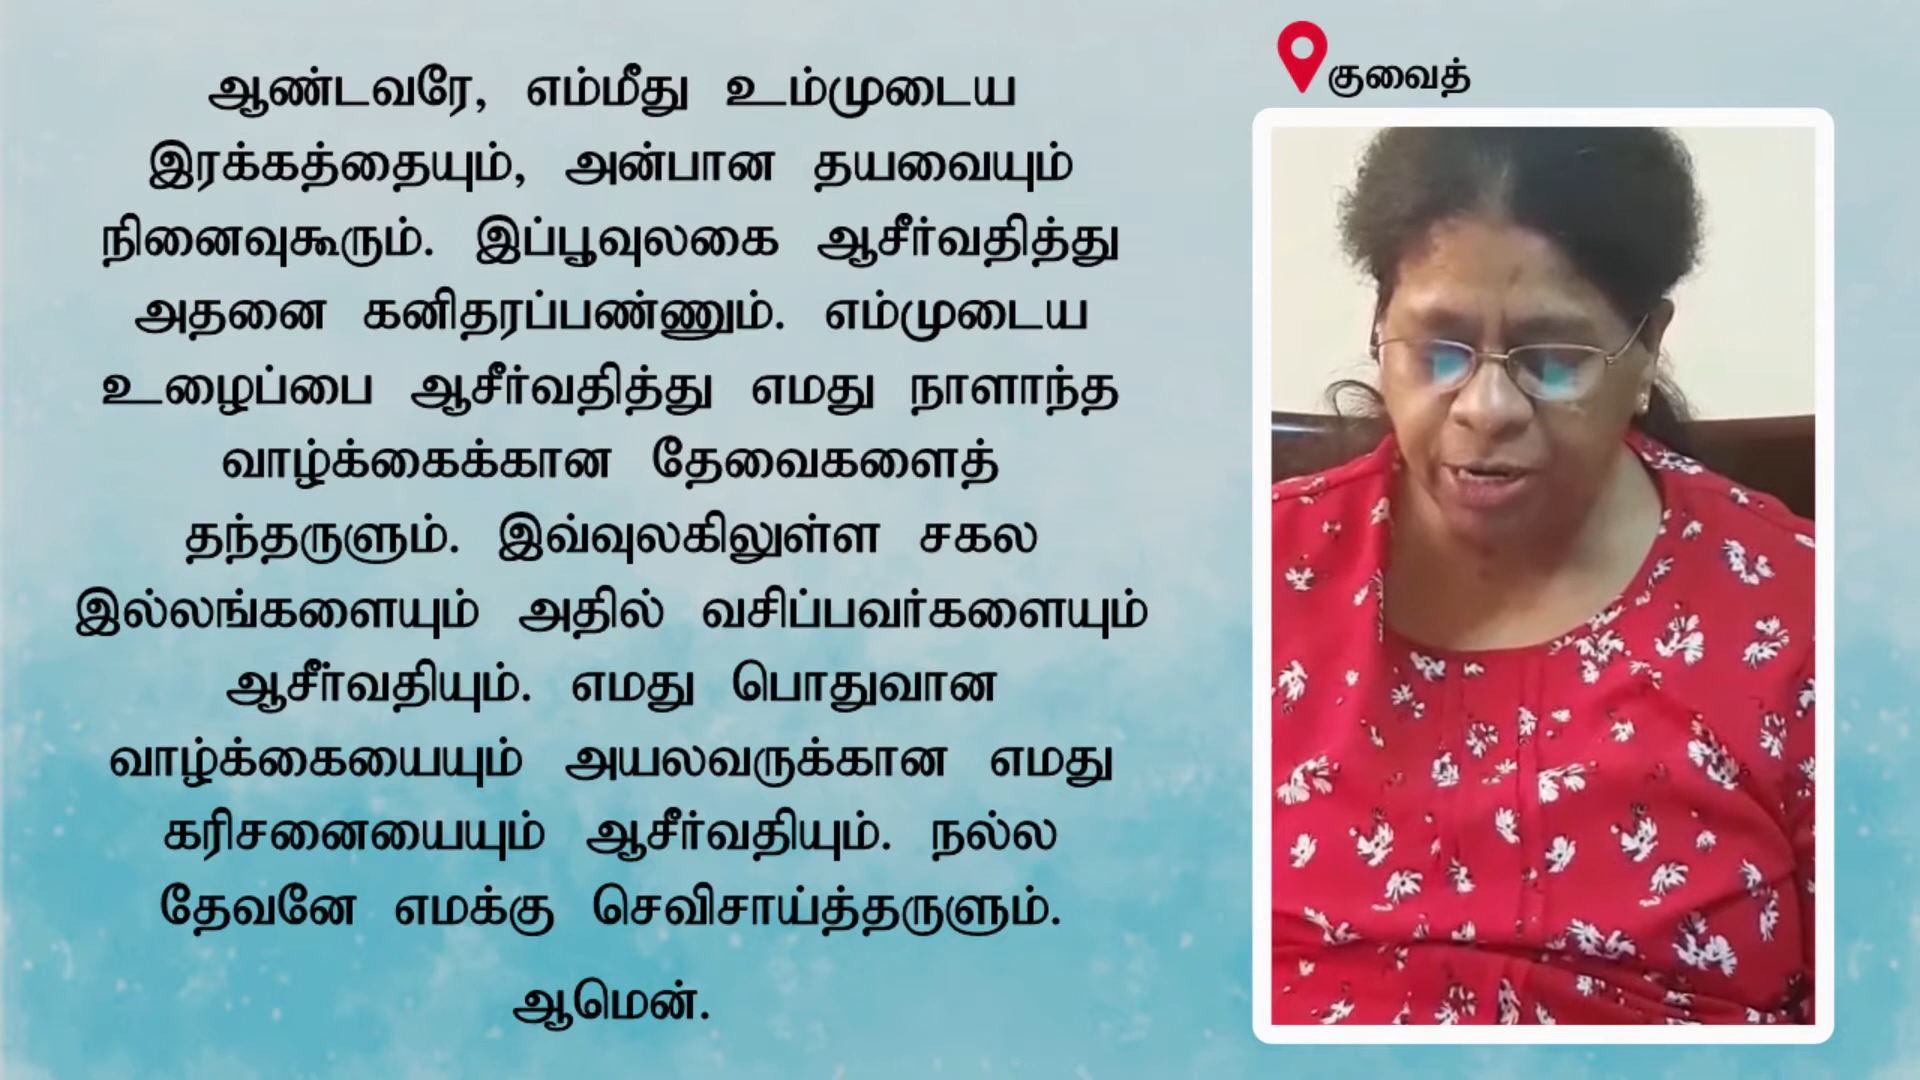 ஆண்டவரே, எம்மீது உம்முடைய
இரக்கத்தையும், அன்பான தயவையும்
நினைவுகூரும். இப்பூவுலகை ஆசீர்வதித்து
அதனை கனிதரப்பண்ணும். எம்முடைய
உழைப்பை ஆசீர்வதித்து எமது நாளாந்த
வாழ்க்கைக்கான தேவைகளைத்
தந்தருளும். இவ்வுலகிலுள்ள சகல
இல்லங்களையும் அதில் வசிப்பவர்களையும்
ஆசீர்வதியும். எமது பொதுவான
வாழ்க்கையையும் அயலவருக்கான எமது
கரிசனையையும் ஆசீர்வதியும். நல்ல
தேவனே எமக்கு செவிசாய்த்தருளும்.
ஆமென்.
குவைத்